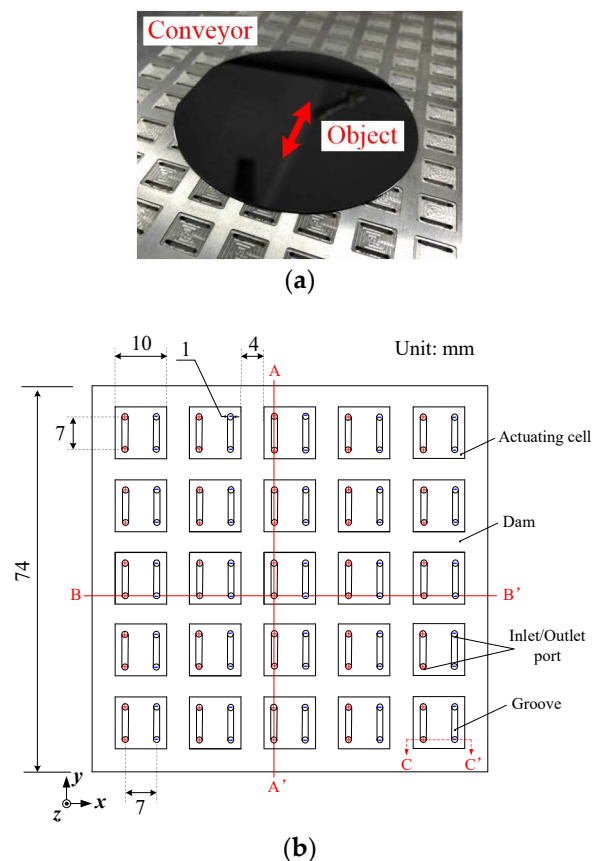 Conveyor
Object
(a)
10
1
4
A
Unit: mm
7
Actuating cell
Dam
74
B
B'
Inlet/Outlet
port
Groove
C
C'
y
x
z
7
A'
(b)